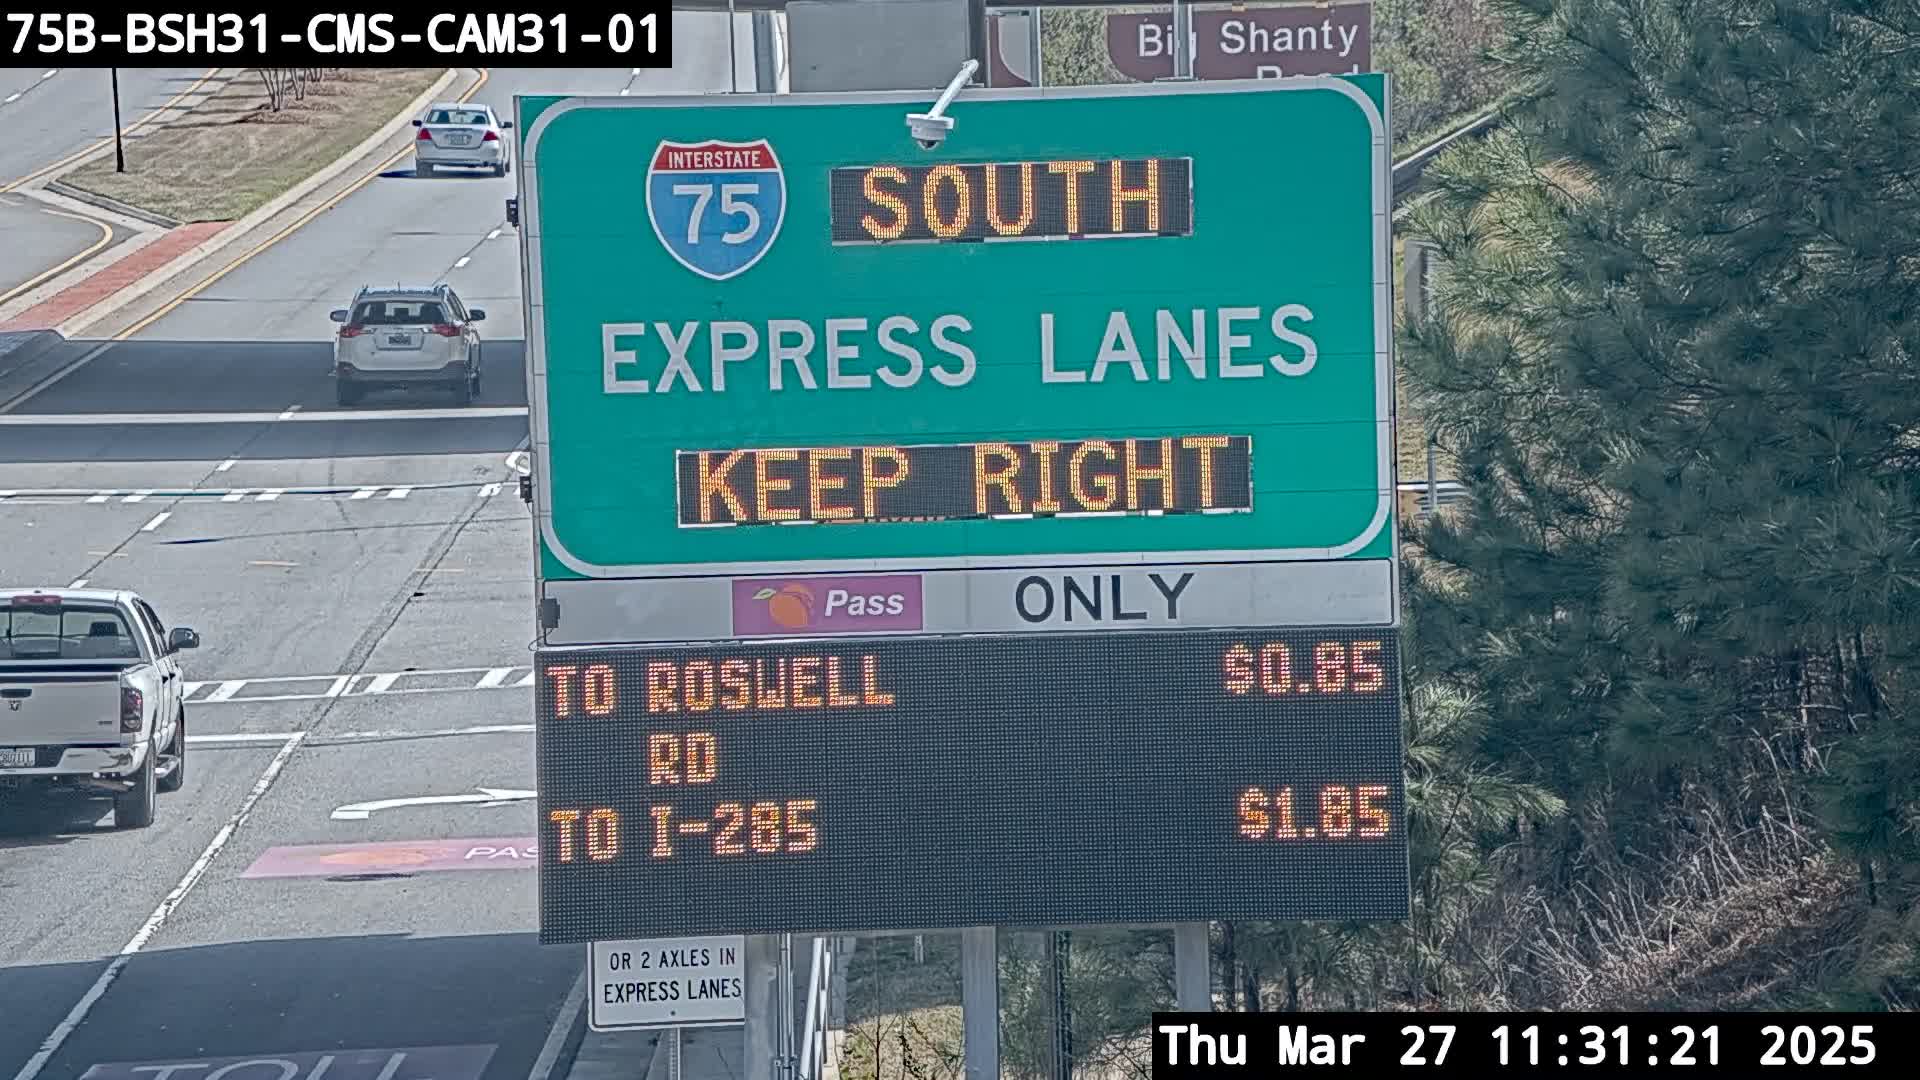 75B-BSH31-CMS-CAM31-01
Big Shanty
Road
INTERSTATE
75
SOUTH
EXPRESS LANES
KEEP RIGHT
Pass ONLY
TO ROSWELL $0.85
RD
TO I-285 $1.85
OR 2 AXLES IN
EXPRESS LANES
TOLL
Thu Mar 27 11:31:21 2025